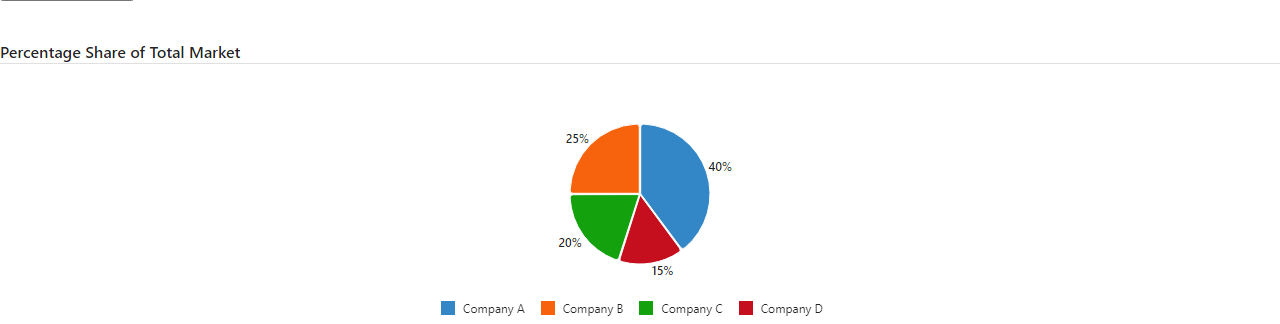 Percentage Share of Total Market
25%
40%
20%
15%
Company A Company B Company C Company D